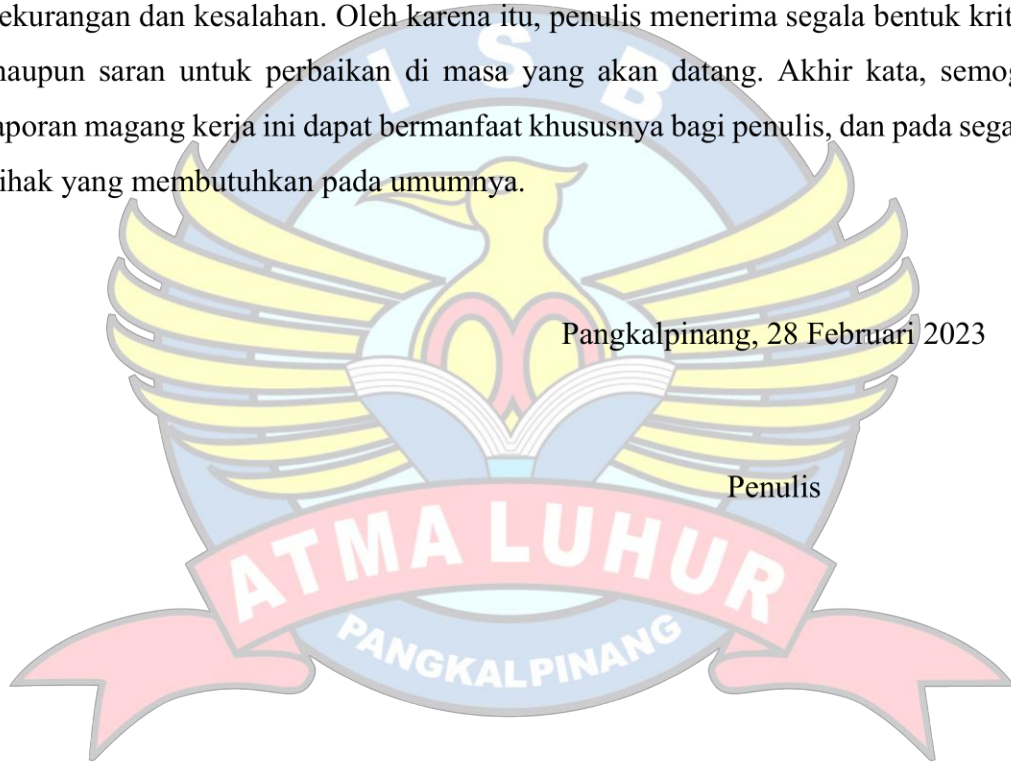 ekurangan dan kesalahan. Oleh karena itu, penulis menerima segala bentuk krit
naupun saran untuk perbaikan di masa yang akan datang. Akhir kata, semog
aporan magang kerja ini dapat bermanfaat khususnya bagi penulis, dan pada sega
ihak yang membutuhkan pada umumnya.
Pangkalpinang, 28 Februari 2023
Penulis
I S B
ATMA LUHUR
PANGKALPINANG